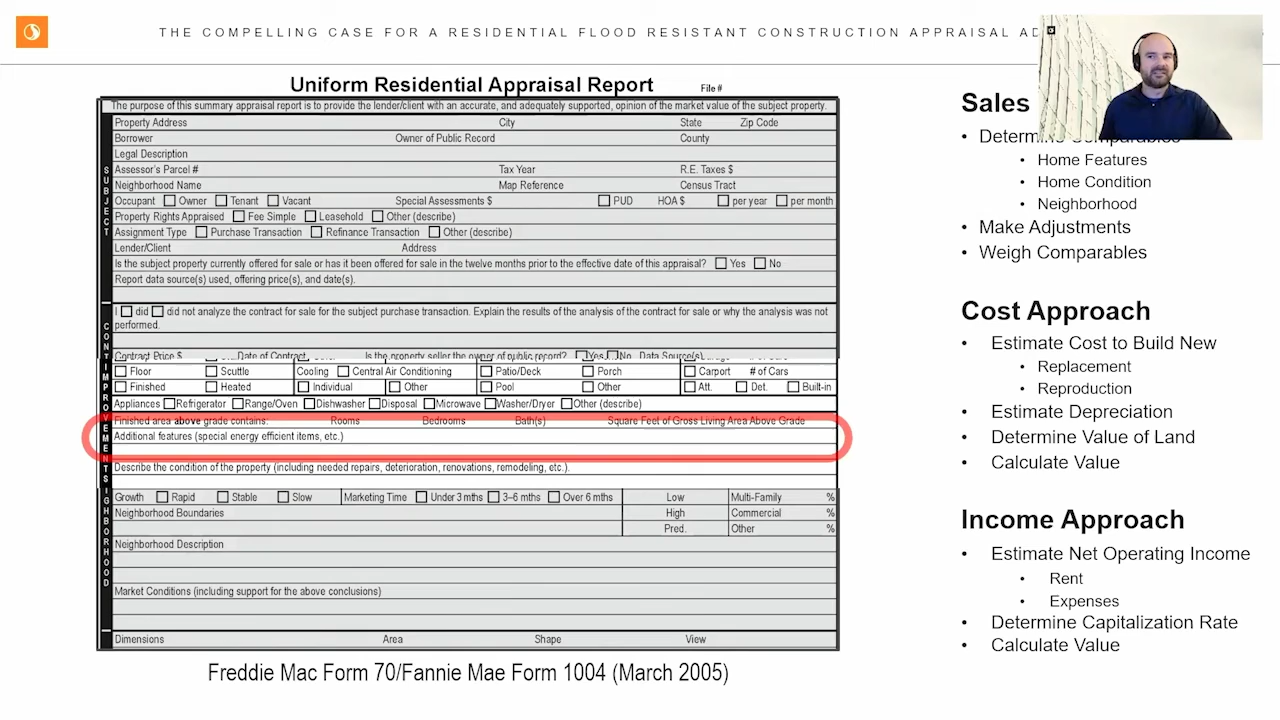 THE COMPELLING CASE FOR A RESIDENTIAL FLOOD RESISTANT CONSTRUCTION APPRAISAL
Uniform Residential Appraisal Report File #
The purpose of this summary appraisal report is to provide the lender/client with an accurate, and adequately supported, opinion of the market value of the subject property.
SUBJECT
Property Address City State Zip Code
Borrower Owner of Public Record County
Legal Description
Assessor's Parcel # Tax Year R.E. Taxes $
Neighborhood Name Map Reference Census Tract
Occupant Owner Tenant Vacant Special Assessments $ PUD HOA $ per year per month
Property Rights Appraised Fee Simple Leasehold Other (describe)
Assignment Type Purchase Transaction Refinance Transaction Other (describe)
Lender/Client Address
Is the subject property currently offered for sale or has it been offered for sale in the twelve months prior to the effective date of this appraisal? Yes No
Report data source(s) used, offering price(s), and date(s).
I did did not analyze the contract for sale for the subject purchase transaction. Explain the results of the analysis of the contract for sale or why the analysis was not
performed.
Contract Price $ Date of Contract Is the property seller the owner of public record? Yes No Data Source(s)
IMPROVEMENTS
Floor Scuttle Cooling Central Air Conditioning Patio/Deck Porch Carport # of Cars
Finished Heated Individual Other Pool Other Att. Det. Built-in
Appliances Refrigerator Range/Oven Dishwasher Disposal Microwave Washer/Dryer Other (describe)
Finished area above grade contains: Rooms Bedrooms Bath(s) Square Feet of Gross Living Area Above Grade
Additional features (special energy efficient items, etc.)
Describe the condition of the property (including needed repairs, deterioration, renovations, remodeling, etc.).
Growth Rapid Stable Slow Marketing Time Under 3 mths 3–6 mths Over 6 mths Low Multi-Family %
Neighborhood Boundaries High Commercial %
Pred. Other %
Neighborhood Description
Market Conditions (including support for the above conclusions)
Dimensions Area Shape View
Freddie Mac Form 70/Fannie Mae Form 1004 (March 2005)
Sales
• Determine Comparables
• Home Features
• Home Condition
• Neighborhood
• Make Adjustments
• Weigh Comparables
Cost Approach
• Estimate Cost to Build New
• Replacement
• Reproduction
• Estimate Depreciation
• Determine Value of Land
• Calculate Value
Income Approach
• Estimate Net Operating Income
• Rent
• Expenses
• Determine Capitalization Rate
• Calculate Value